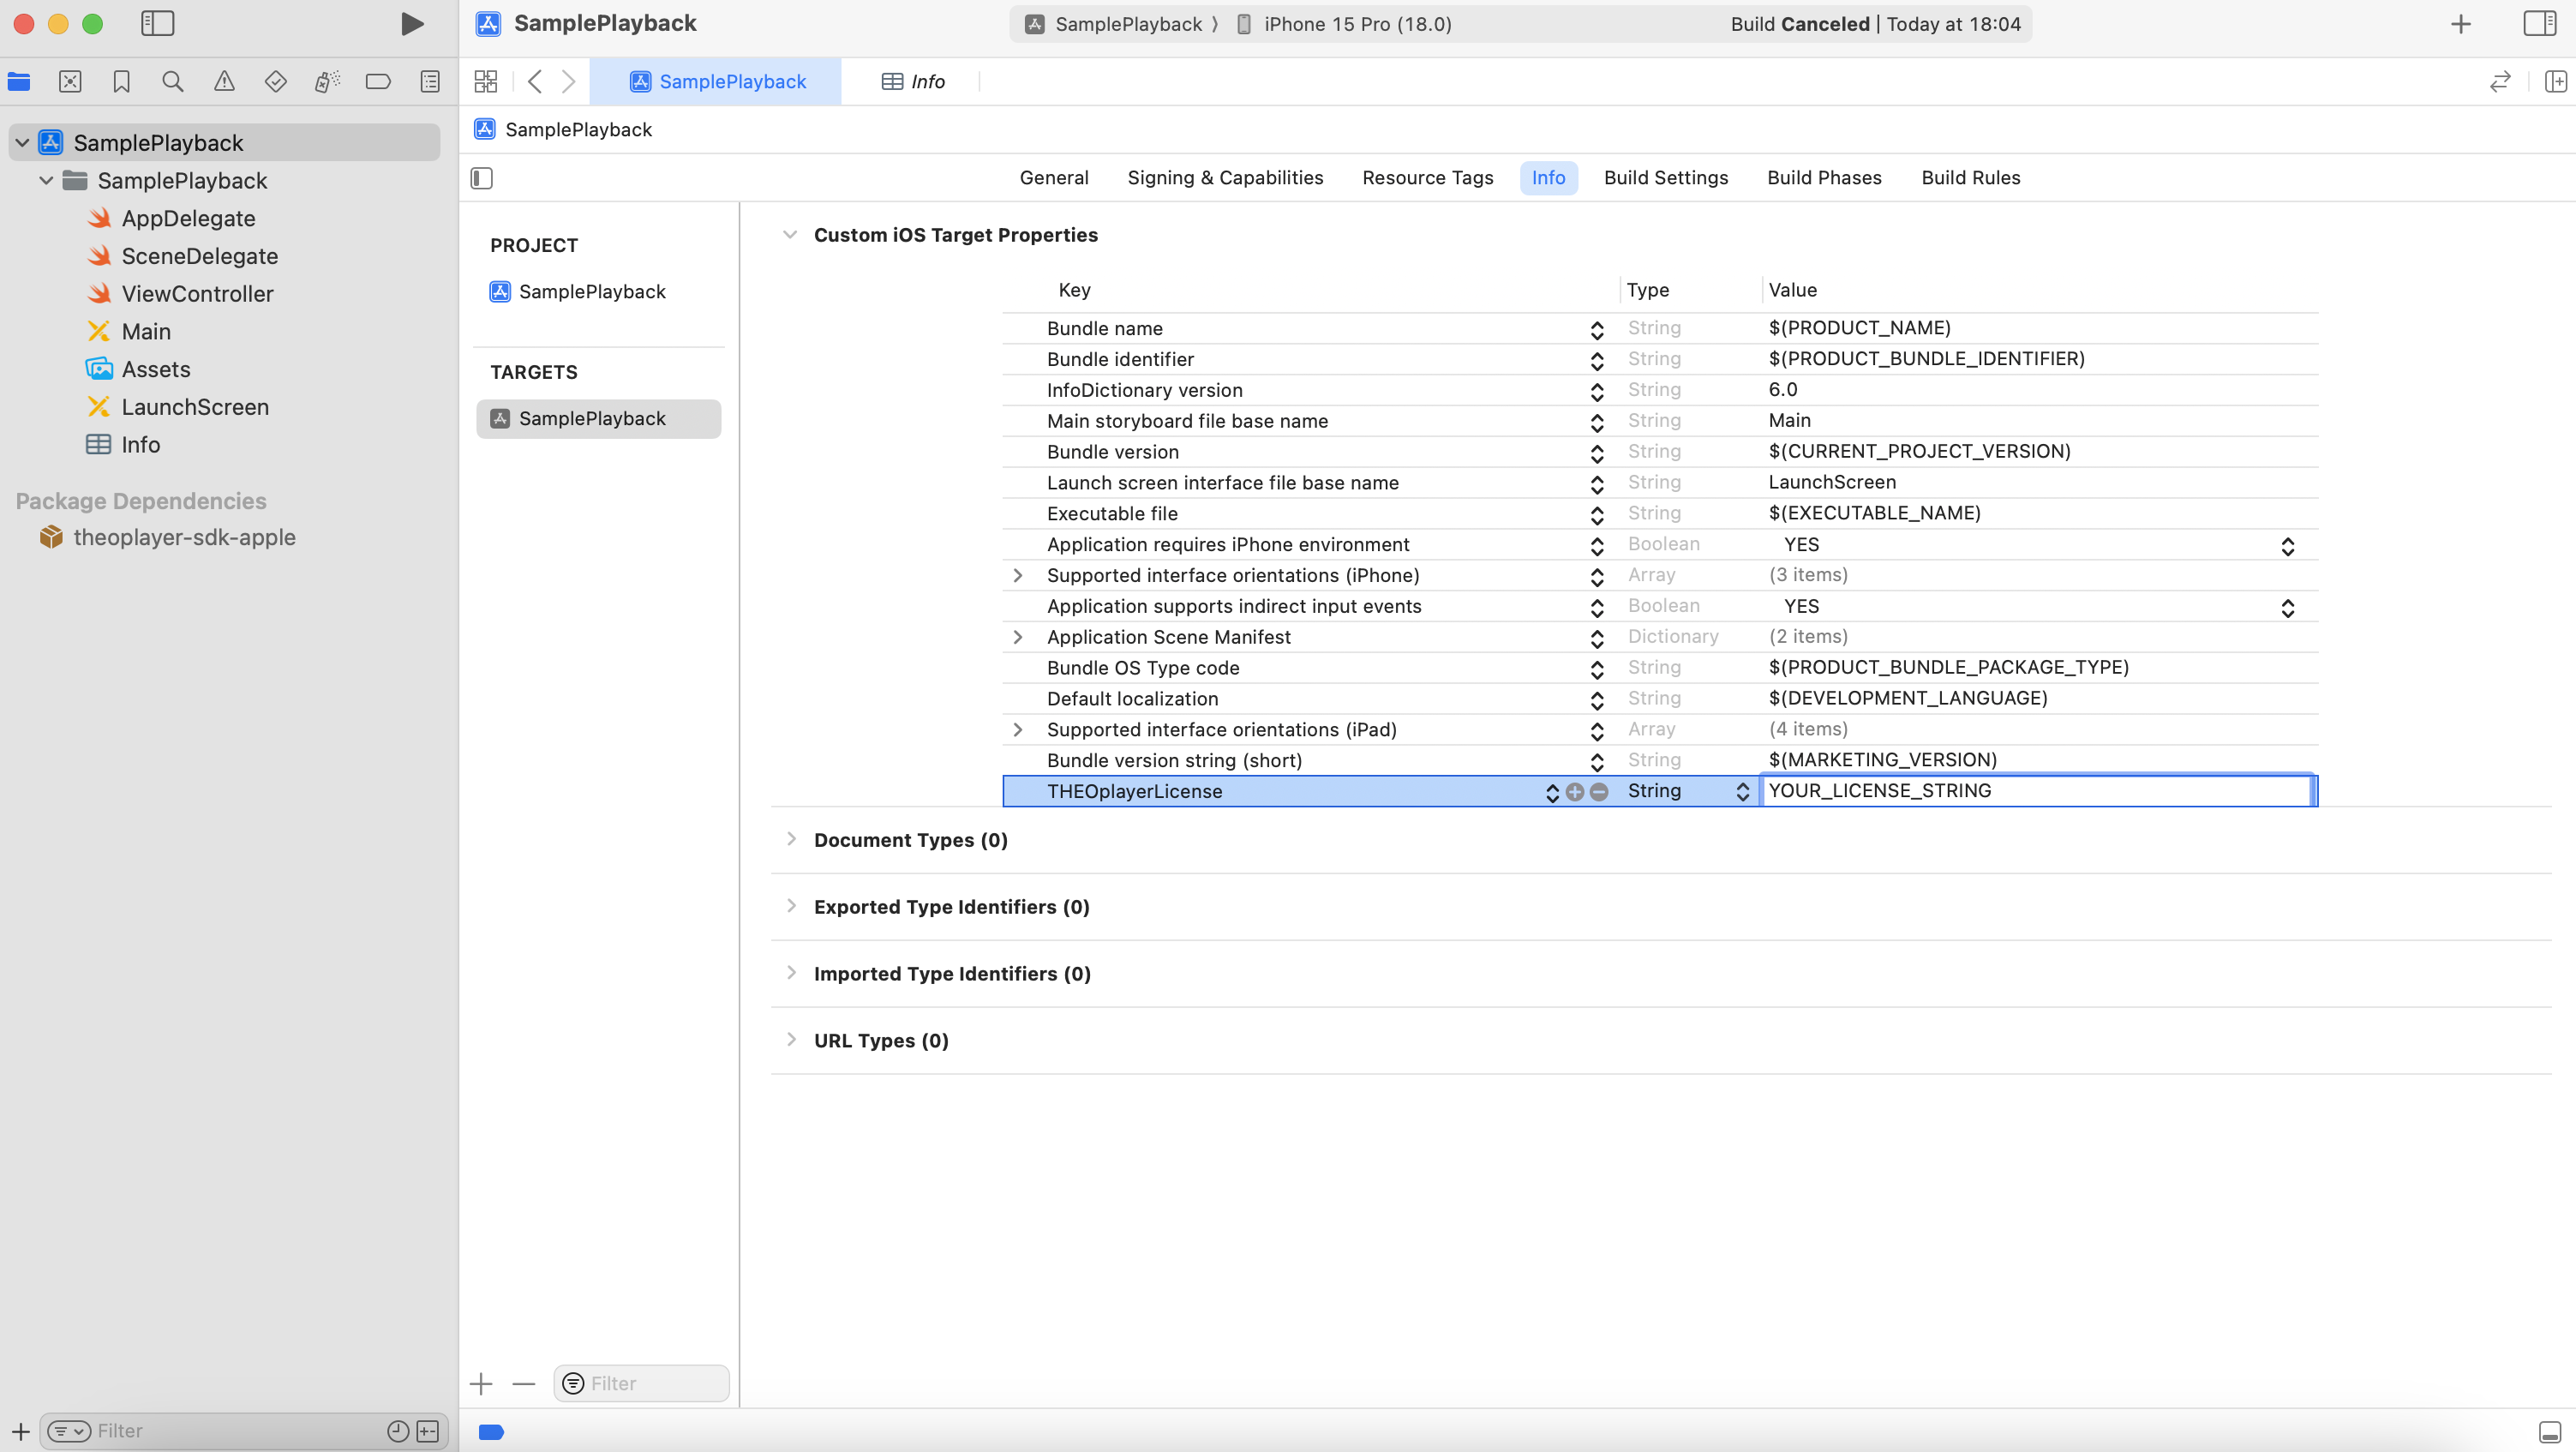 SamplePlayback
SamplePlayback 〉 iPhone 15 Pro (18.0)
Build Canceled | Today at 18:04
SamplePlayback
Info
SamplePlayback
SamplePlayback
AppDelegate
SceneDelegate
ViewController
Main
Assets
LaunchScreen
Info
Package Dependencies
theoplayer-sdk-apple
Filter
SamplePlayback
General Signing & Capabilities Resource Tags Info Build Settings Build Phases Build Rules
PROJECT
SamplePlayback
TARGETS
SamplePlayback
Filter
Custom iOS Target Properties
Key Type Value
Bundle name String $(PRODUCT_NAME)
Bundle identifier String $(PRODUCT_BUNDLE_IDENTIFIER)
InfoDictionary version String 6.0
Main storyboard file base name String Main
Bundle version String $(CURRENT_PROJECT_VERSION)
Launch screen interface file base name String LaunchScreen
Executable file String $(EXECUTABLE_NAME)
Application requires iPhone environment Boolean YES
Supported interface orientations (iPhone) Array (3 items)
Application supports indirect input events Boolean YES
Application Scene Manifest Dictionary (2 items)
Bundle OS Type code String $(PRODUCT_BUNDLE_PACKAGE_TYPE)
Default localization String $(DEVELOPMENT_LANGUAGE)
Supported interface orientations (iPad) Array (4 items)
Bundle version string (short) String $(MARKETING_VERSION)
THEOplayerLicense String YOUR_LICENSE_STRING
Document Types (0)
Exported Type Identifiers (0)
Imported Type Identifiers (0)
URL Types (0)